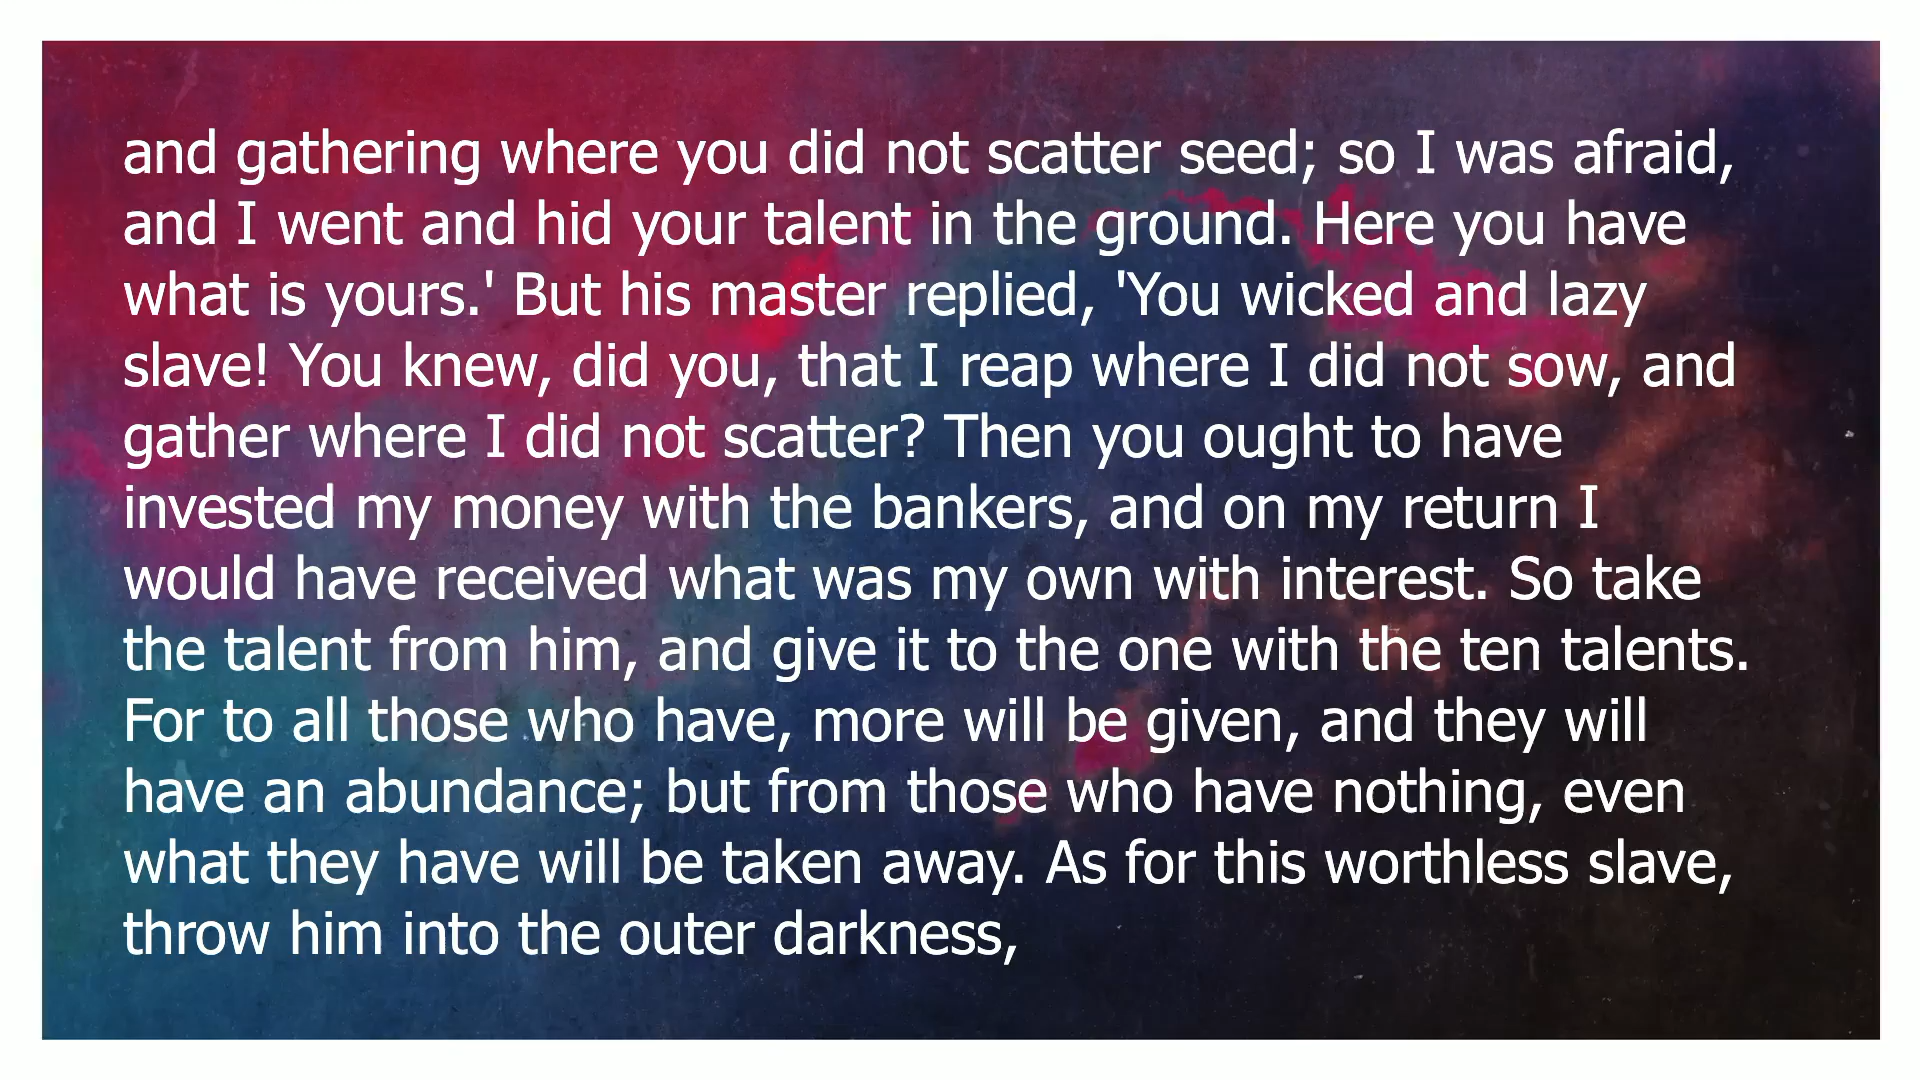 and gathering where you did not scatter seed; so I was afraid,
and I went and hid your talent in the ground. Here you have
what is yours.' But his master replied, 'You wicked and lazy
slave! You knew, did you, that I reap where I did not sow, and
gather where I did not scatter? Then you ought to have
invested my money with the bankers, and on my return I
would have received what was my own with interest. So take
the talent from him, and give it to the one with the ten talents.
For to all those who have, more will be given, and they will
have an abundance; but from those who have nothing, even
what they have will be taken away. As for this worthless slave,
throw him into the outer darkness,